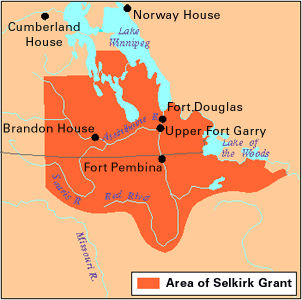 Norway House
Cumberland
House
Lake
Winnipeg
Fort Douglas
Assiniboine R.
Brandon House
Upper Fort Garry
Lake of
the Woods
Fort Pembina
Souris R.
Red River
Missouri R.
Area of Selkirk Grant